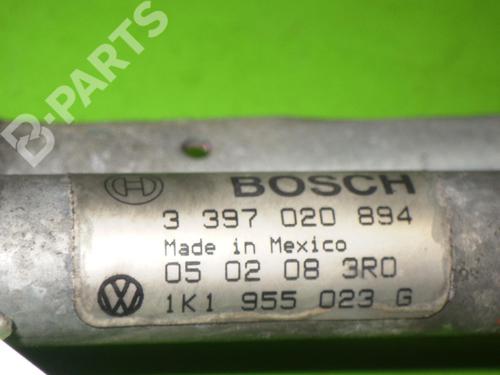 B-PARTS
BOSCH
3 397 020 894
Made in Mexico
05 02 08 3R0
1K1 955 023 G